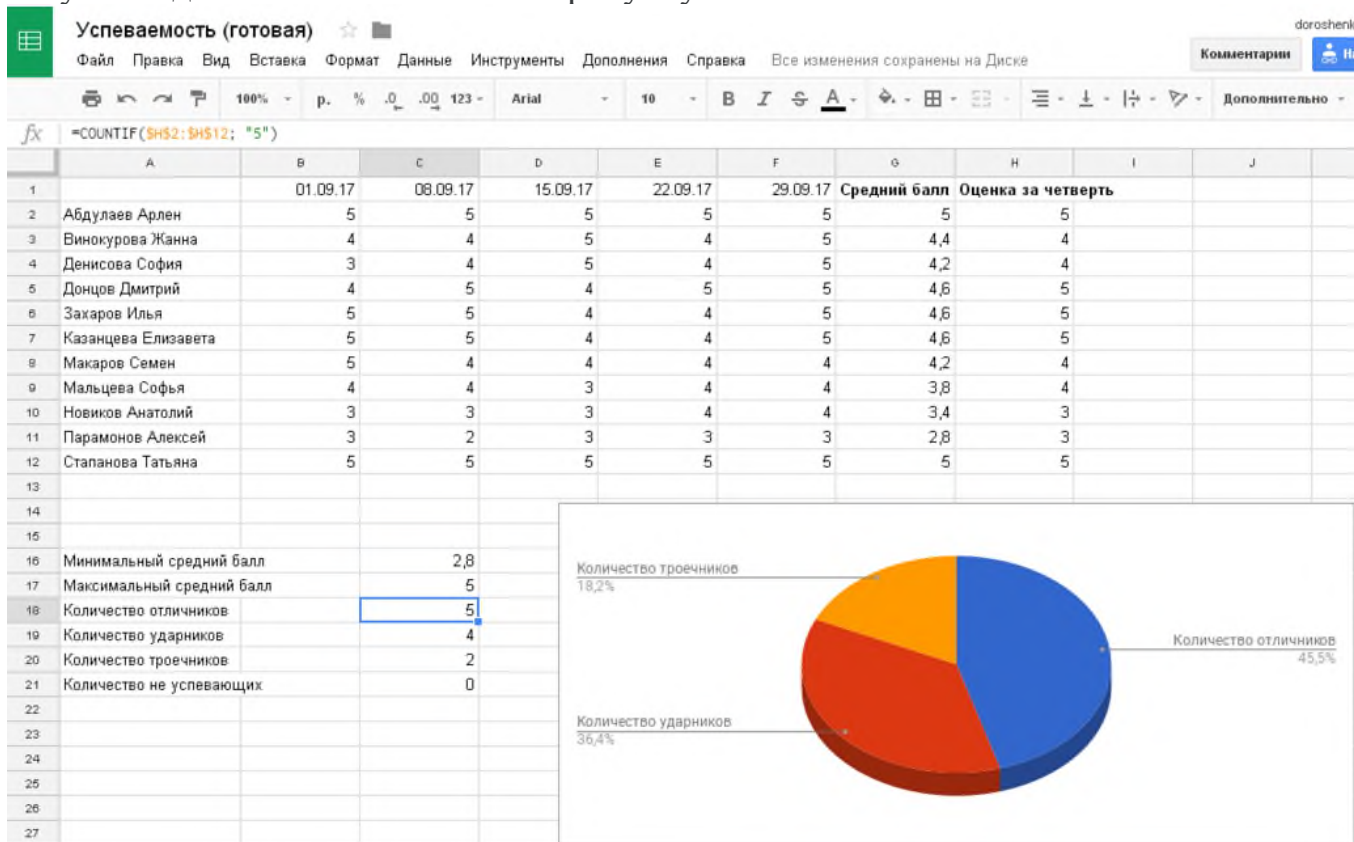 Успеваемость (готовая)
doroshenk
Файл Правка Вид Вставка Формат Данные Инструменты Дополнения Справка Все изменения сохранены на Диске
Комментарии
100% р. % .0 .00 123 Arial 10 B I S A Дополнительно
fx =COUNTIF($H$2:$H$12; "5")
A B C D E F G H I J
1 01.09.17 08.09.17 15.09.17 22.09.17 29.09.17 Средний балл Оценка за четверть
2 Абдулаев Арлен 5 5 5 5 5 5 5
3 Винокурова Жанна 4 4 5 4 5 4,4 4
4 Денисова София 3 4 5 4 5 4,2 4
5 Донцов Дмитрий 4 5 4 5 5 4,6 5
6 Захаров Илья 5 5 4 4 5 4,6 5
7 Казанцева Елизавета 5 5 4 4 5 4,6 5
8 Макаров Семен 5 4 4 4 4 4,2 4
9 Мальцева Софья 4 4 3 4 4 3,8 4
10 Новиков Анатолий 3 3 3 4 4 3,4 3
11 Парамонов Алексей 3 2 3 3 3 2,8 3
12 Стапанова Татьяна 5 5 5 5 5 5 5
13
14
15
16 Минимальный средний балл 2,8
17 Максимальный средний балл 5
18 Количество отличников 5
19 Количество ударников 4
20 Количество троечников 2
21 Количество не успевающих 0
22
23
24
25
26
27
Количество троечников
18,2%
Количество отличников
45,5%
Количество ударников
36,4%